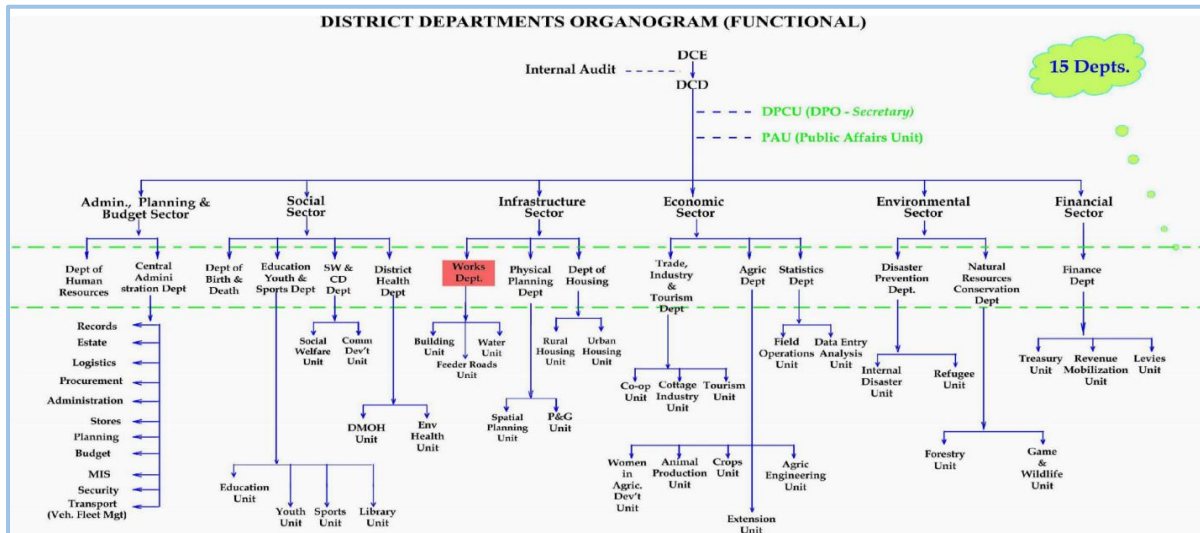 DISTRICT DEPARTMENTS ORGANOGRAM (FUNCTIONAL)
15 Depts.
DCE
Internal Audit
DCD
DPCU (DPO - Secretary)
PAU (Public Affairs Unit)
Admin., Planning &
Budget Sector
Social
Sector
Infrastructure
Sector
Economic
Sector
Environmental
Sector
Financial
Sector
Dept of
Human
Resources
Central
Admini
stration Dept
Dept of
Birth &
Death
Education
Youth &
Sports Dept
SW &
CD
Dept
District
Health
Dept
Works
Dept.
Physical
Planning
Dept
Dept of
Housing
Trade,
Industry
&
Tourism
Dept
Agric
Dept
Statistics
Dept
Disaster
Prevention
Dept.
Natural
Resources
Conservation
Dept
Finance
Dept
Records
Estate
Logistics
Procurement
Administration
Stores
Planning
Budget
MIS
Security
Transport
(Veh. Fleet Mgt)
Social
Welfare
Unit
Comm
Dev't
Unit
Building
Unit
Feeder Roads
Unit
Water
Unit
Rural
Housing
Unit
Urban
Housing
Unit
Field
Operations
Unit
Data Entry
Analysis
Unit
Internal
Disaster
Unit
Refugee
Unit
Treasury
Unit
Revenue
Mobilization
Unit
Levies
Unit
Co-op
Unit
Cottage
Industry
Unit
Tourism
Unit
DMOH
Unit
Env
Health
Unit
Spatial
Planning
Unit
P&G
Unit
Women
in
Agric.
Dev't Unit
Animal
Production
Unit
Crops
Unit
Agric
Engineering
Unit
Extension
Unit
Forestry
Unit
Game
&
Wildlife
Unit
Education
Unit
Youth
Unit
Sports
Unit
Library
Unit